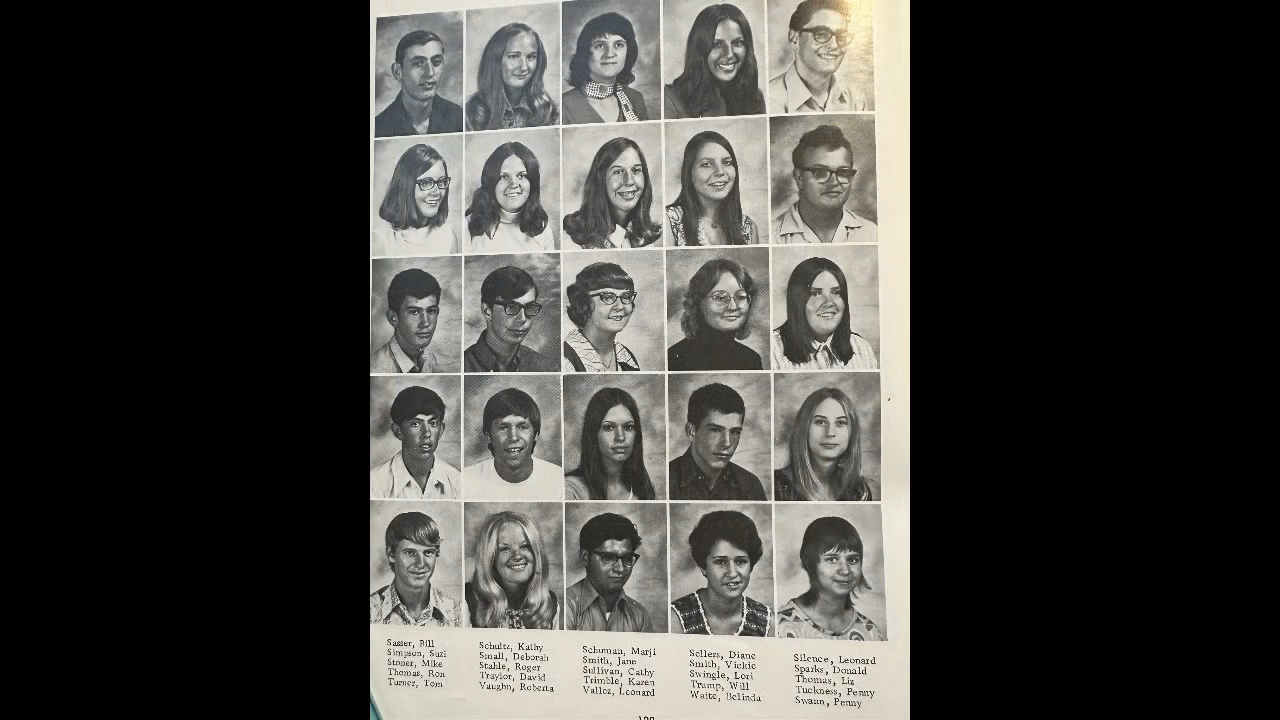 Sasser, Bill Schultz, Kathy Schuman, Marji Sellers, Diane Silence, Leonard
Simpson, Suzi Small, Deborah Smith, Jane Smith, Vickie Sparks, Donald
Stoner, Mike Stahle, Roger Sullivan, Cathy Swingle, Lori Thomas, Liz
Thomas, Ron Traylor, David Trimble, Karen Trump, Will Tuckness, Penny
Turner, Tom Vaughn, Roberta Vallez, Leonard Waite, Belinda Swann, Penny